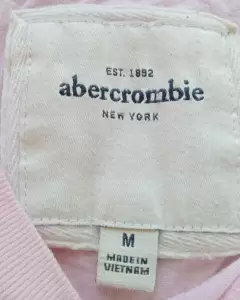 EST. 1892
abercrombie
NEW YORK
M
MADE IN
VIETNAM